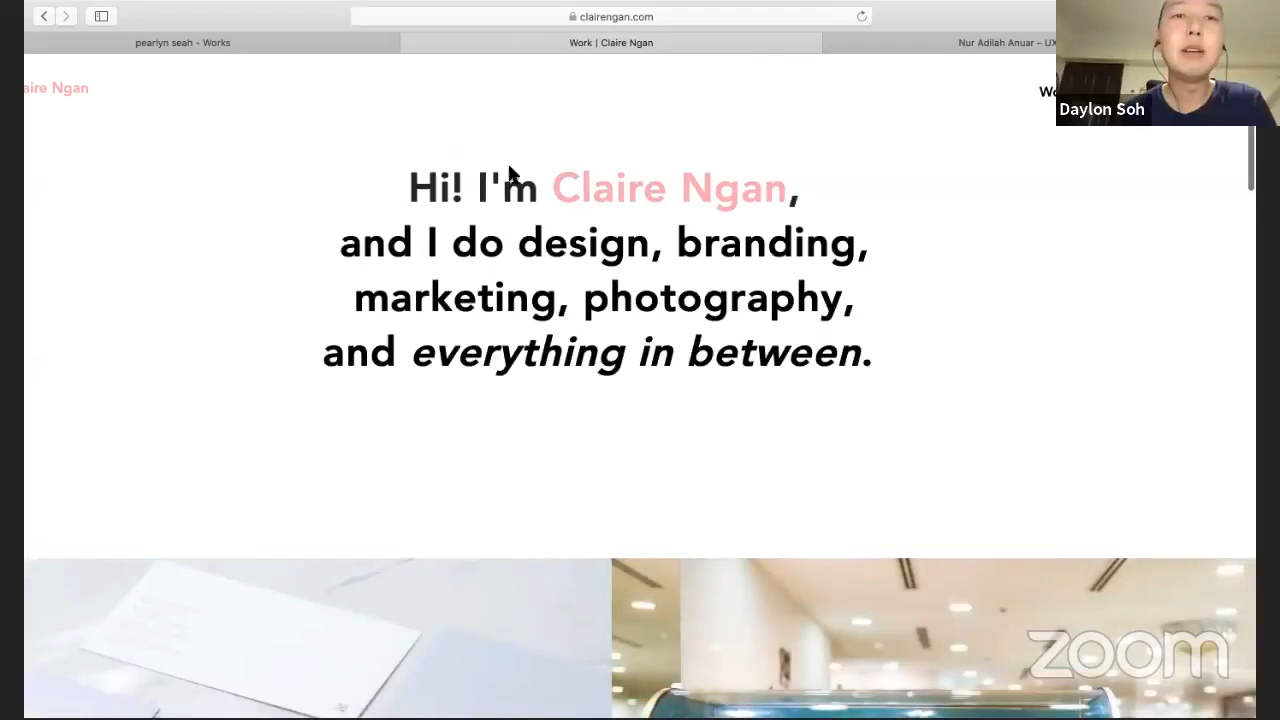 clairengan.com
pearlyn seah - Works
Work | Claire Ngan
Nur Adilah Anuar – UX
aire Ngan
Wo
Daylon Soh
Hi! I'm Claire Ngan,
and I do design, branding,
marketing, photography,
and everything in between.
zoom